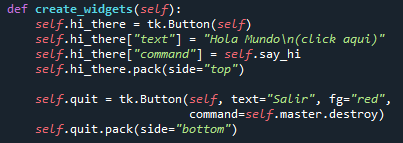 def create_widgets(self):
self.hi_there = tk.Button(self)
self.hi_there["text"] = "Hola Mundo\n(click aqui)"
self.hi_there["command"] = self.say_hi
self.hi_there.pack(side="top")
self.quit = tk.Button(self, text="Salir", fg="red",
command=self.master.destroy)
self.quit.pack(side="bottom")